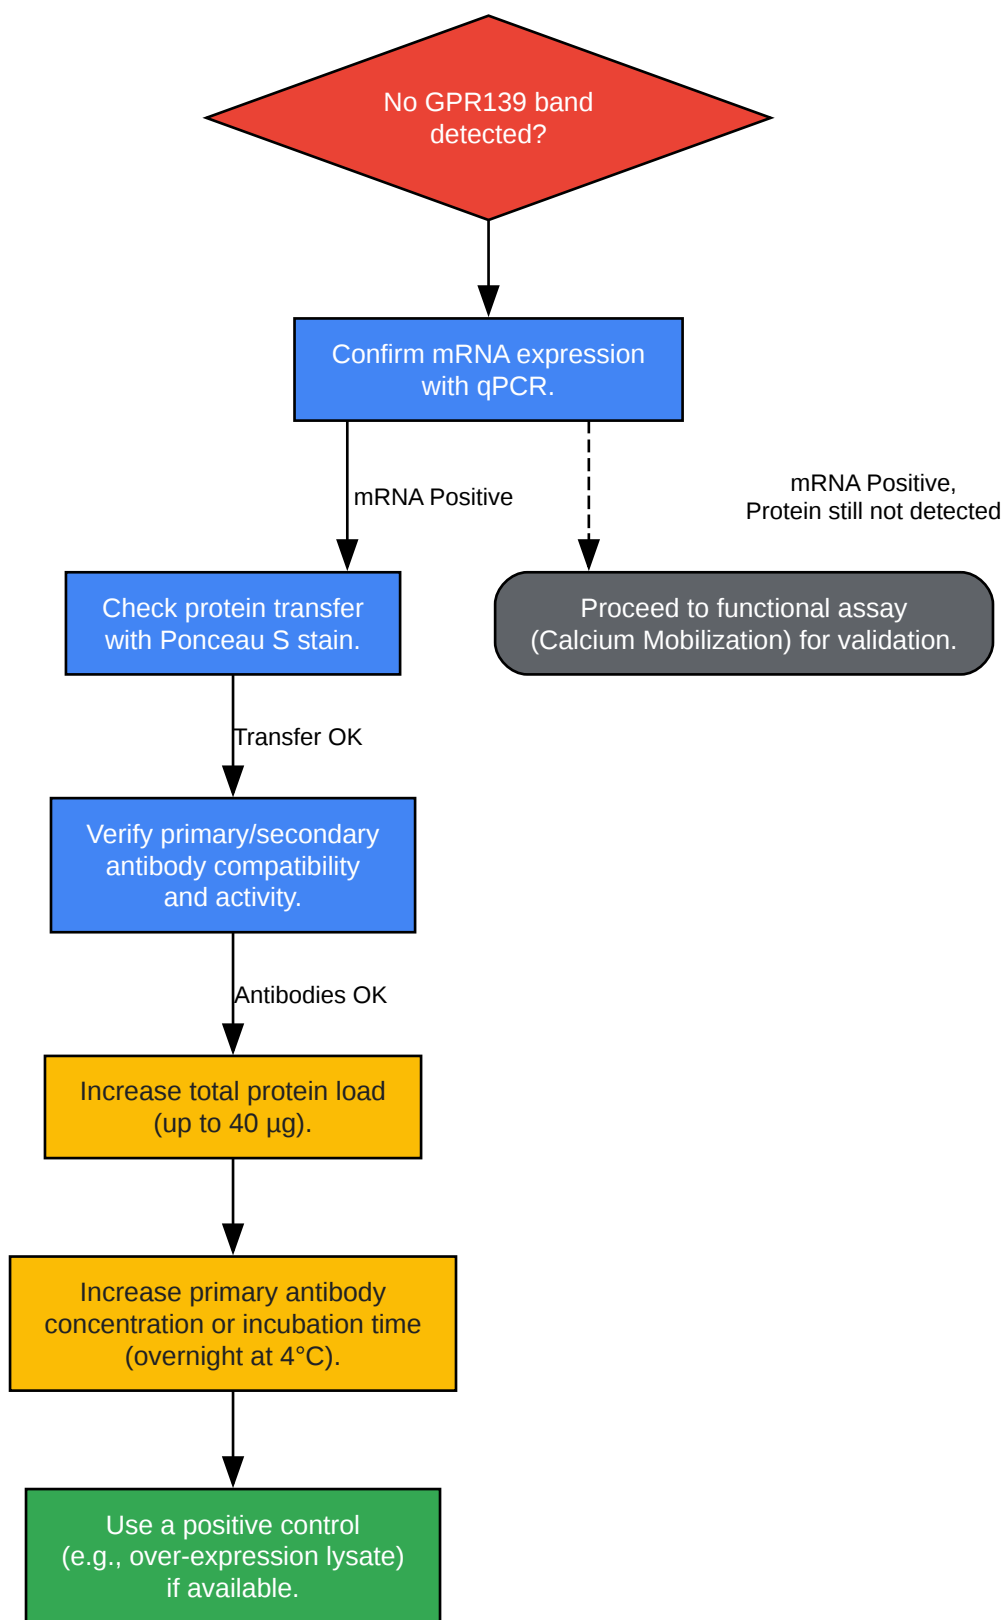 No GPR139 band
detected?
Confirm mRNA expression
with qPCR.
mRNA Positive
mRNA Positive,
Protein still not detected
Check protein transfer
with Ponceau S stain.
Proceed to functional assay
(Calcium Mobilization) for validation.
Transfer OK
Verify primary/secondary
antibody compatibility
and activity.
Antibodies OK
Increase total protein load
(up to 40 µg).
Increase primary antibody
concentration or incubation time
(overnight at 4°C).
Use a positive control
(e.g., over-expression lysate)
if available.